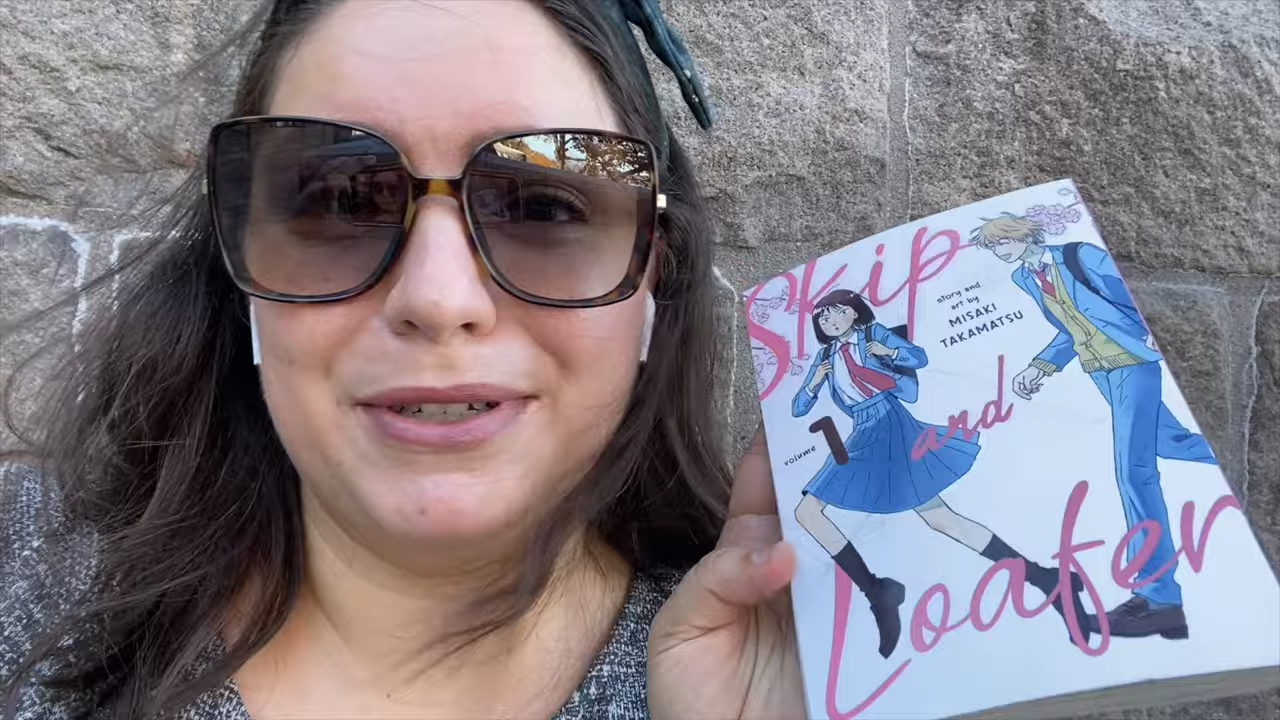 Skip
story and
art by
MISAKI
TAKAMATSU
and
volume 1
Loafer